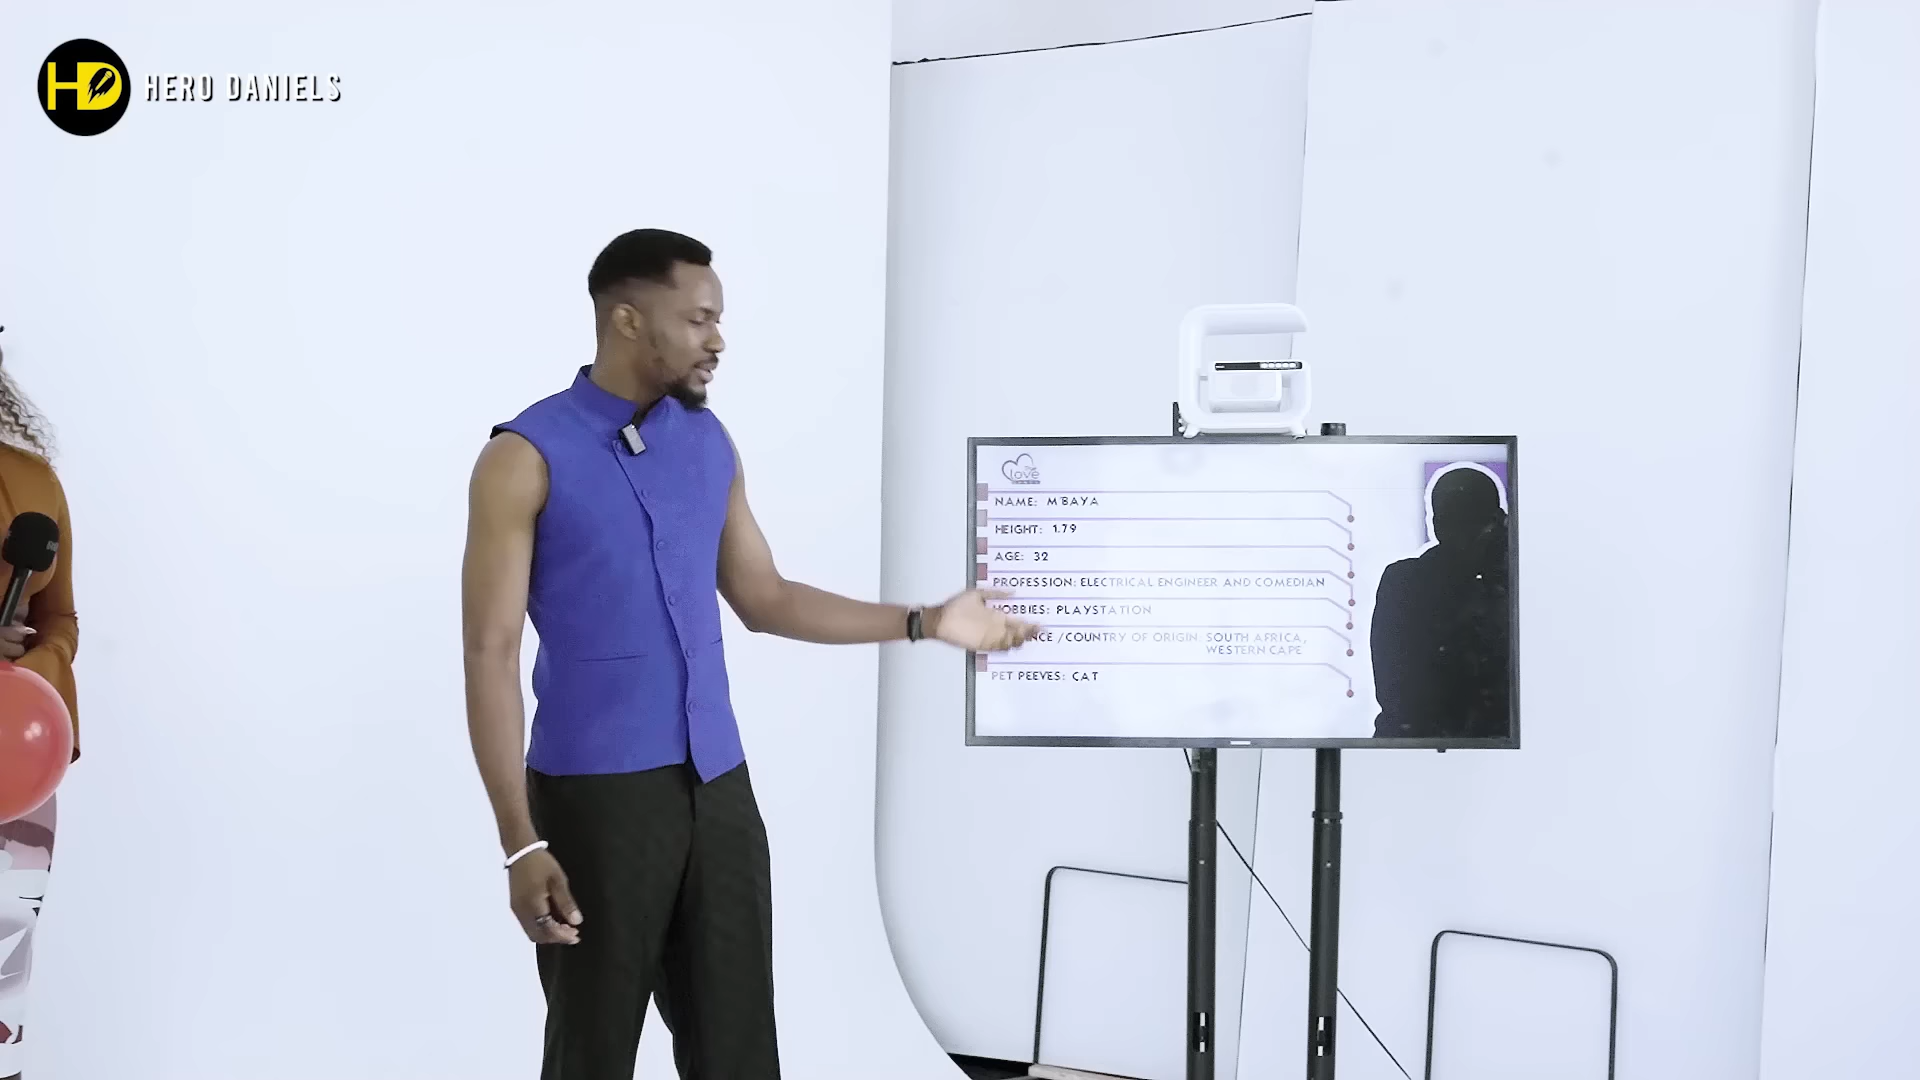 HERO DANIELS
love
NAME: M'BAYA
HEIGHT: 1.79
AGE: 32
PROFESSION: ELECTRICAL ENGINEER AND COMEDIAN
HOBBIES: PLAYSTATION
/COUNTRY OF ORIGIN: SOUTH AFRICA,
WESTERN CAPE
PET PEEVES: CAT